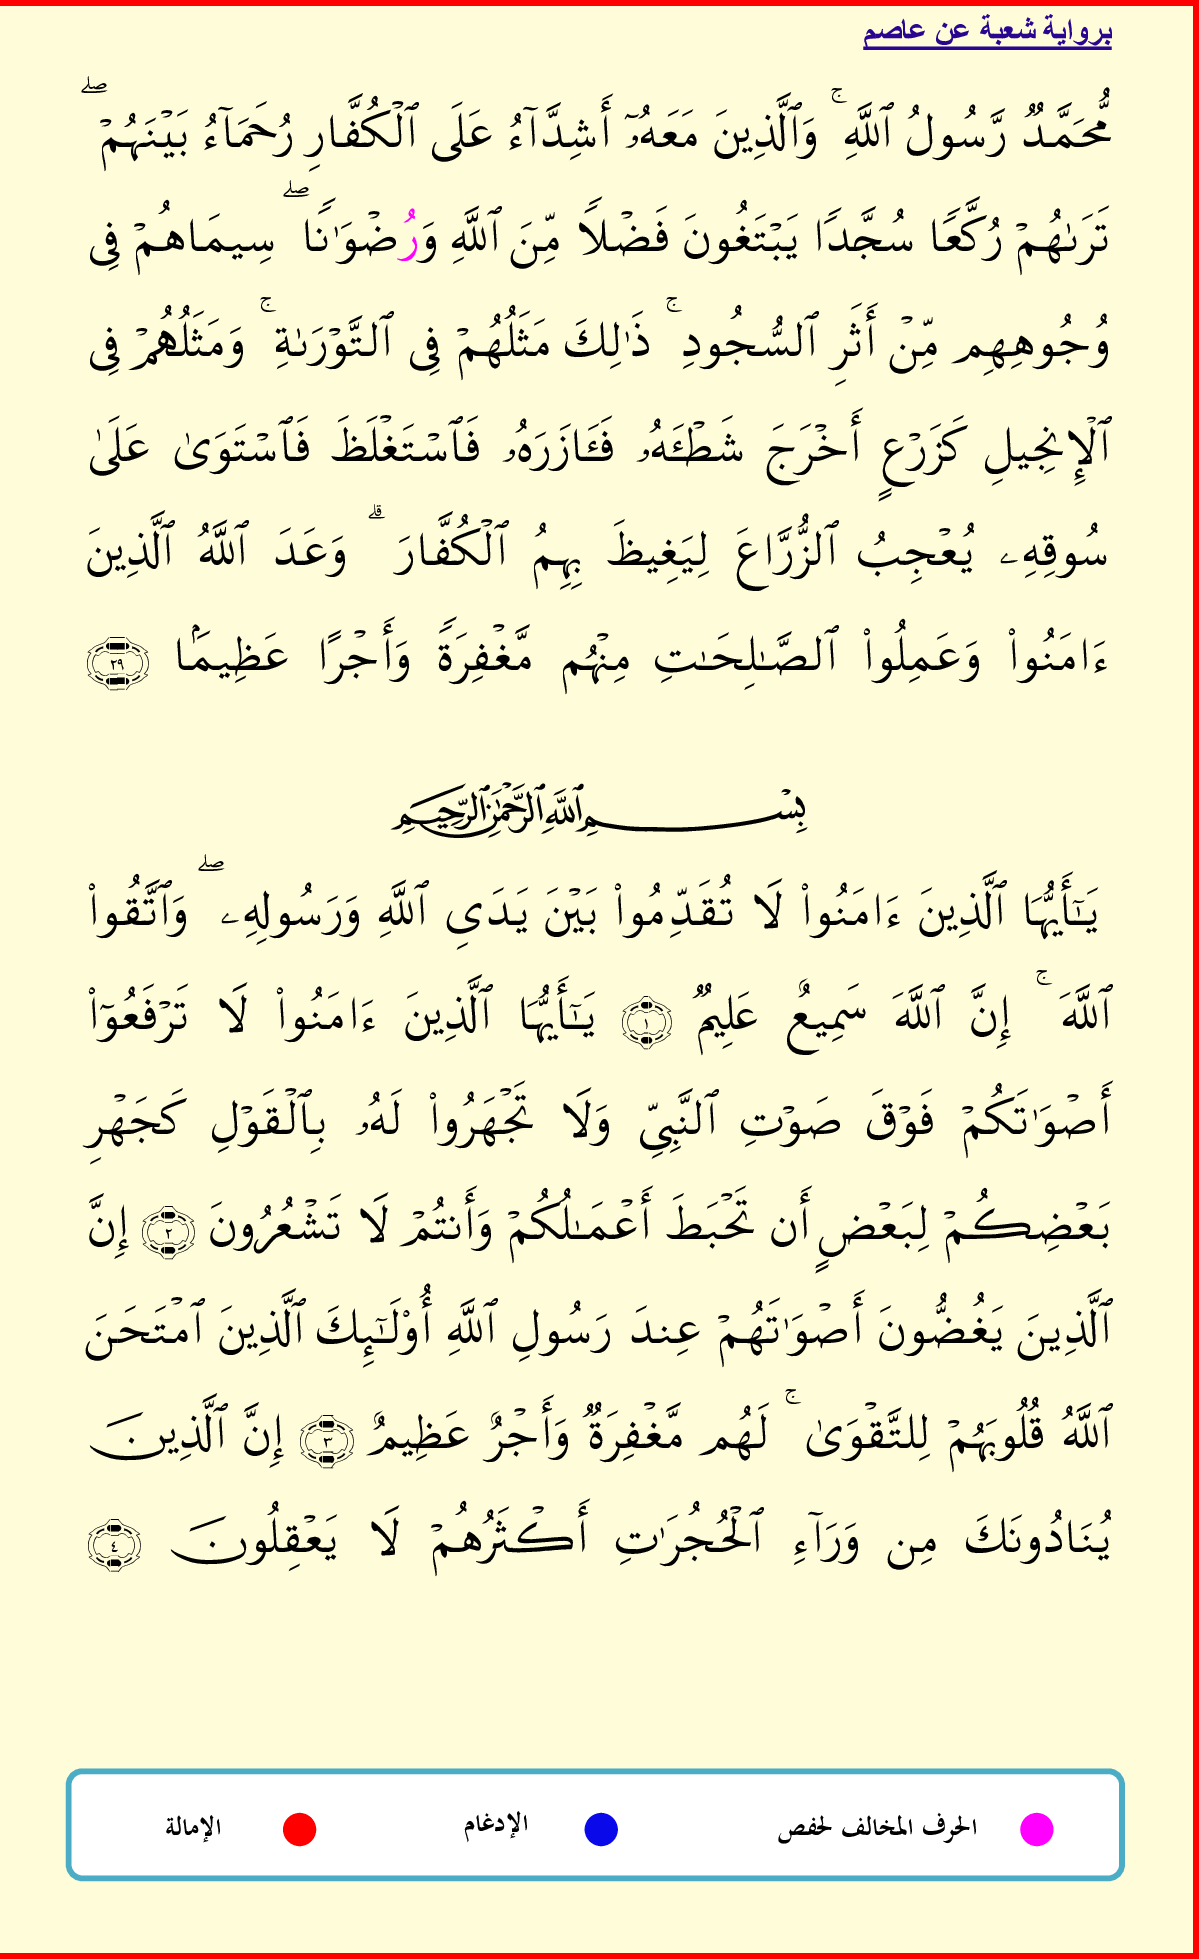 برواية شعبة عن عاصم
مُّحَمَّدٌ رَّسُولُ ٱللَّهِ ۚ وَٱلَّذِينَ مَعَهُۥٓ أَشِدَّآءُ عَلَى ٱلْكُفَّارِ رُحَمَآءُ بَيْنَهُمْ ۖ
تَرَىٰهُمْ رُكَّعًا سُجَّدًا يَبْتَغُونَ فَضْلًا مِّنَ ٱللَّهِ وَرُضْوَٰنًا ۖ سِيمَاهُمْ فِى
وُجُوهِهِم مِّنْ أَثَرِ ٱلسُّجُودِ ۚ ذَٰلِكَ مَثَلُهُمْ فِى ٱلتَّوْرَىٰةِ ۚ وَمَثَلُهُمْ فِى
ٱلْإِنجِيلِ كَزَرْعٍ أَخْرَجَ شَطْـَٔهُۥ فَـَٔازَرَهُۥ فَٱسْتَغْلَظَ فَٱسْتَوَىٰ عَلَىٰ
سُوقِهِۦ يُعْجِبُ ٱلزُّرَّاعَ لِيَغِيظَ بِهِمُ ٱلْكُفَّارَ ۗ وَعَدَ ٱللَّهُ ٱلَّذِينَ
ءَامَنُوا۟ وَعَمِلُوا۟ ٱلصَّـٰلِحَـٰتِ مِنْهُم مَّغْفِرَةً وَأَجْرًا عَظِيمًۢا ٢٩
بِسْمِ ٱللَّهِ ٱلرَّحْمَـٰنِ ٱلرَّحِيمِ
يَـٰٓأَيُّهَا ٱلَّذِينَ ءَامَنُوا۟ لَا تُقَدِّمُوا۟ بَيْنَ يَدَىِ ٱللَّهِ وَرَسُولِهِۦ ۖ وَٱتَّقُوا۟
ٱللَّهَ ۚ إِنَّ ٱللَّهَ سَمِيعٌ عَلِيمٌ ١ يَـٰٓأَيُّهَا ٱلَّذِينَ ءَامَنُوا۟ لَا تَرْفَعُوٓا۟
أَصْوَٰتَكُمْ فَوْقَ صَوْتِ ٱلنَّبِىِّ وَلَا تَجْهَرُوا۟ لَهُۥ بِٱلْقَوْلِ كَجَهْرِ
بَعْضِكُمْ لِبَعْضٍ أَن تَحْبَطَ أَعْمَـٰلُكُمْ وَأَنتُمْ لَا تَشْعُرُونَ ٢ إِنَّ
ٱلَّذِينَ يَغُضُّونَ أَصْوَٰتَهُمْ عِندَ رَسُولِ ٱللَّهِ أُو۟لَـٰٓئِكَ ٱلَّذِينَ ٱمْتَحَنَ
ٱللَّهُ قُلُوبَهُمْ لِلتَّقْوَىٰ ۚ لَهُم مَّغْفِرَةٌ وَأَجْرٌ عَظِيمٌ ٣ إِنَّ ٱلَّذِينَ
يُنَادُونَكَ مِن وَرَآءِ ٱلْحُجُرَٰتِ أَكْثَرُهُمْ لَا يَعْقِلُونَ ٤
الحرف المخالف لحفص الإدغام الإمالة